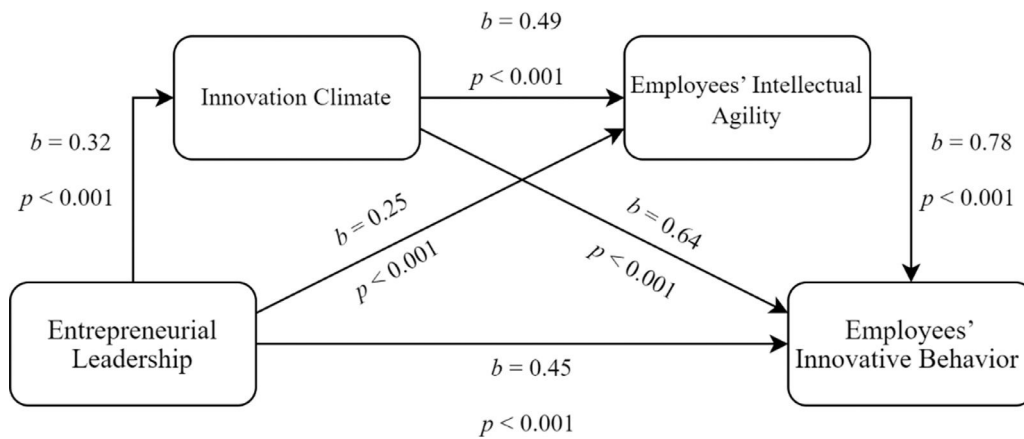 b = 0.49
p < 0.001
Innovation Climate
Employees’ Intellectual
Agility
b = 0.32
p < 0.001
b = 0.78
p < 0.001
b = 0.25
p < 0.001
b = 0.64
p < 0.001
Entrepreneurial
Leadership
Employees’
Innovative Behavior
b = 0.45
p < 0.001